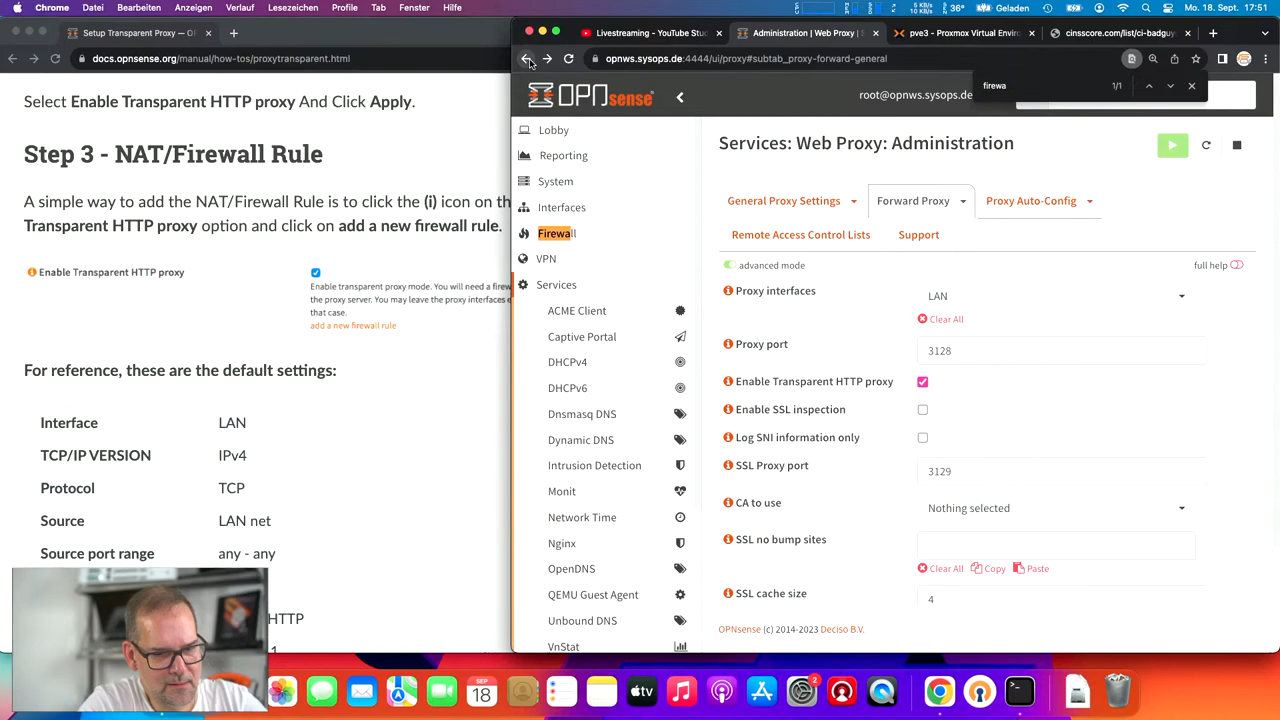 Chrome Datei Bearbeiten Anzeigen Verlauf Lesezeichen Profile Tab Fenster Hilfe
36° Geladen Mo. 18. Sept. 17:51
Setup Transparent Proxy — O
docs.opnsense.org/manual/how-tos/proxytransparent.html
Select Enable Transparent HTTP proxy And Click Apply.
Step 3 - NAT/Firewall Rule
A simple way to add the NAT/Firewall Rule is to click the (i) icon on th
Transparent HTTP proxy option and click on add a new firewall rule.
Enable Transparent HTTP proxy
Enable transparent proxy mode. You will need a firew
the proxy server. You may leave the proxy interfaces e
that case.
add a new firewall rule
For reference, these are the default settings:
Interface LAN
TCP/IP VERSION IPv4
Protocol TCP
Source LAN net
Source port range any - any
HTTP
1
Livestreaming - YouTube Stu
Administration | Web Proxy | S
pve3 - Proxmox Virtual Enviro
cinsscore.com/list/ci-badguys
opnws.sysops.de:4444/ui/proxy#subtab_proxy-forward-general
firewa 1/1
OPNsense
root@opnws.sysops.de
Lobby
Reporting
System
Interfaces
Firewall
VPN
Services
ACME Client
Captive Portal
DHCPv4
DHCPv6
Dnsmasq DNS
Dynamic DNS
Intrusion Detection
Monit
Network Time
Nginx
OpenDNS
QEMU Guest Agent
Unbound DNS
VnStat
Services: Web Proxy: Administration
General Proxy Settings Forward Proxy Proxy Auto-Config
Remote Access Control Lists Support
advanced mode full help
Proxy interfaces LAN
Clear All
Proxy port 3128
Enable Transparent HTTP proxy
Enable SSL inspection
Log SNI information only
SSL Proxy port 3129
CA to use Nothing selected
SSL no bump sites
Clear All Copy Paste
SSL cache size 4
OPNsense (c) 2014-2023 Deciso B.V.
SEP
18
tv
2